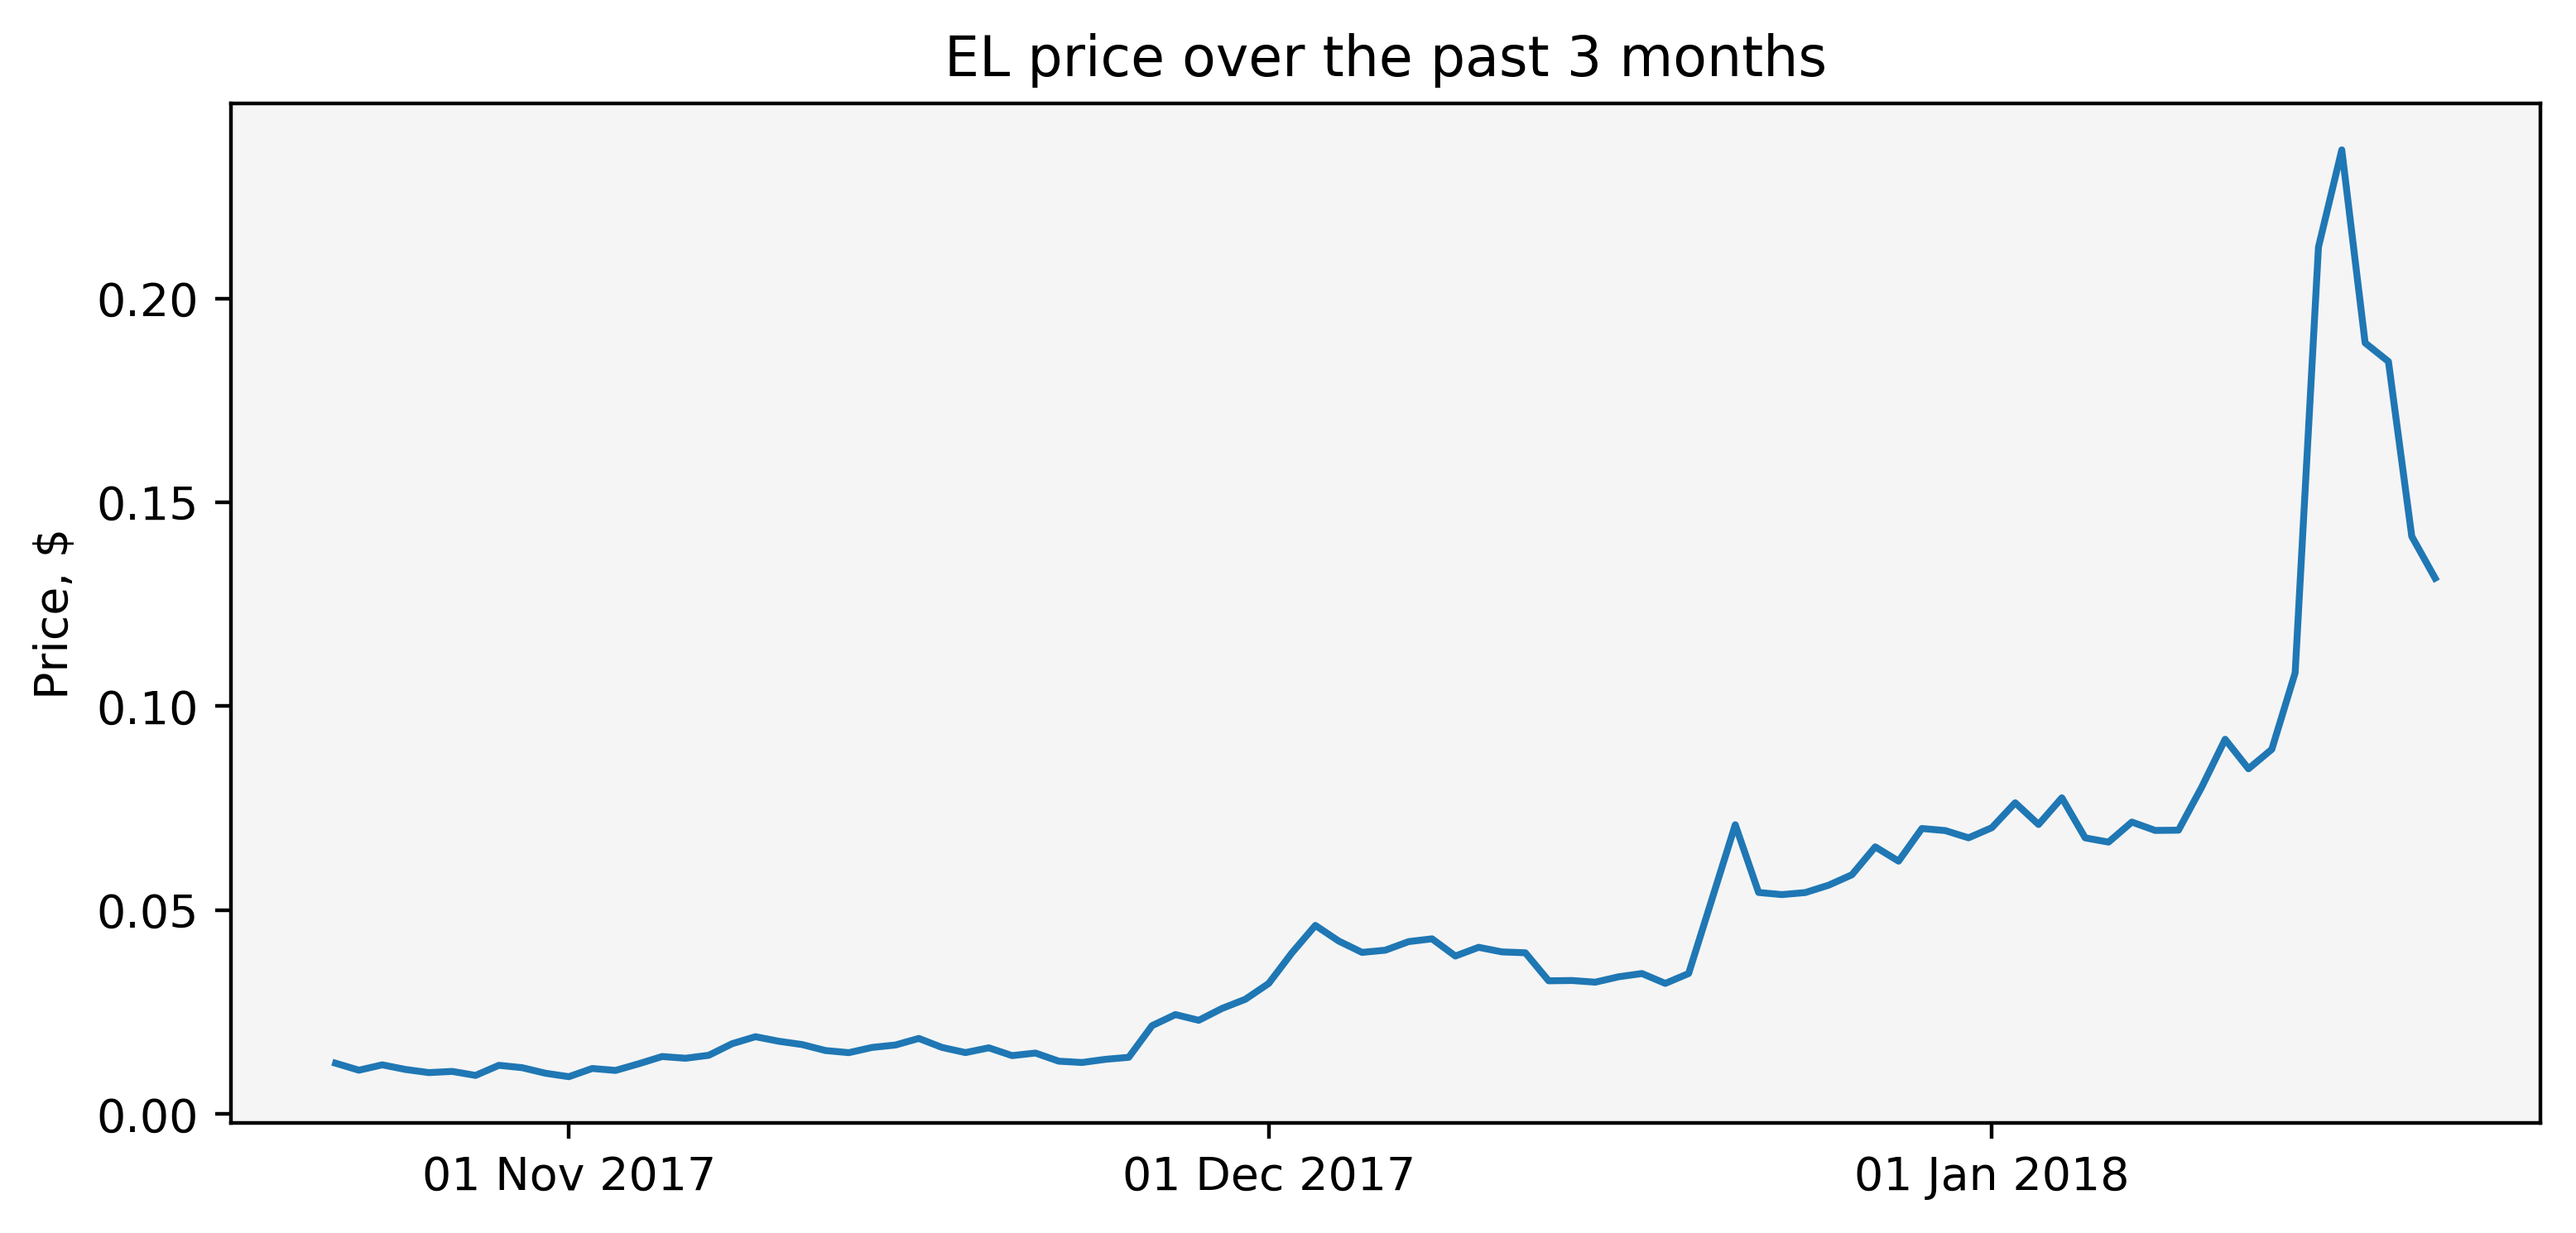 EL price over the past 3 months
Price, $
0.20
0.15
0.10
0.05
0.00
01 Nov 2017
01 Dec 2017
01 Jan 2018